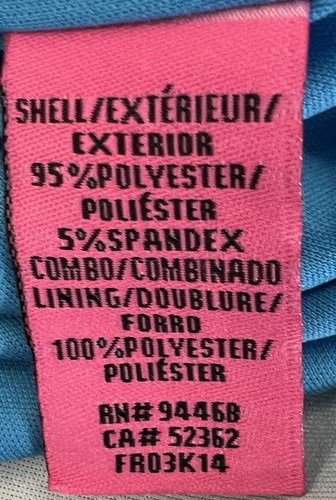 SHELL/EXTÉRIEUR/
EXTERIOR
95%POLYESTER/
POLIÉSTER
5%SPANDEX
COMBO/COMBINADO
LINING/DOUBLURE/
FORRO
100%POLYESTER/
POLIÉSTER
RN# 94468
CA# 52362
FR03K14